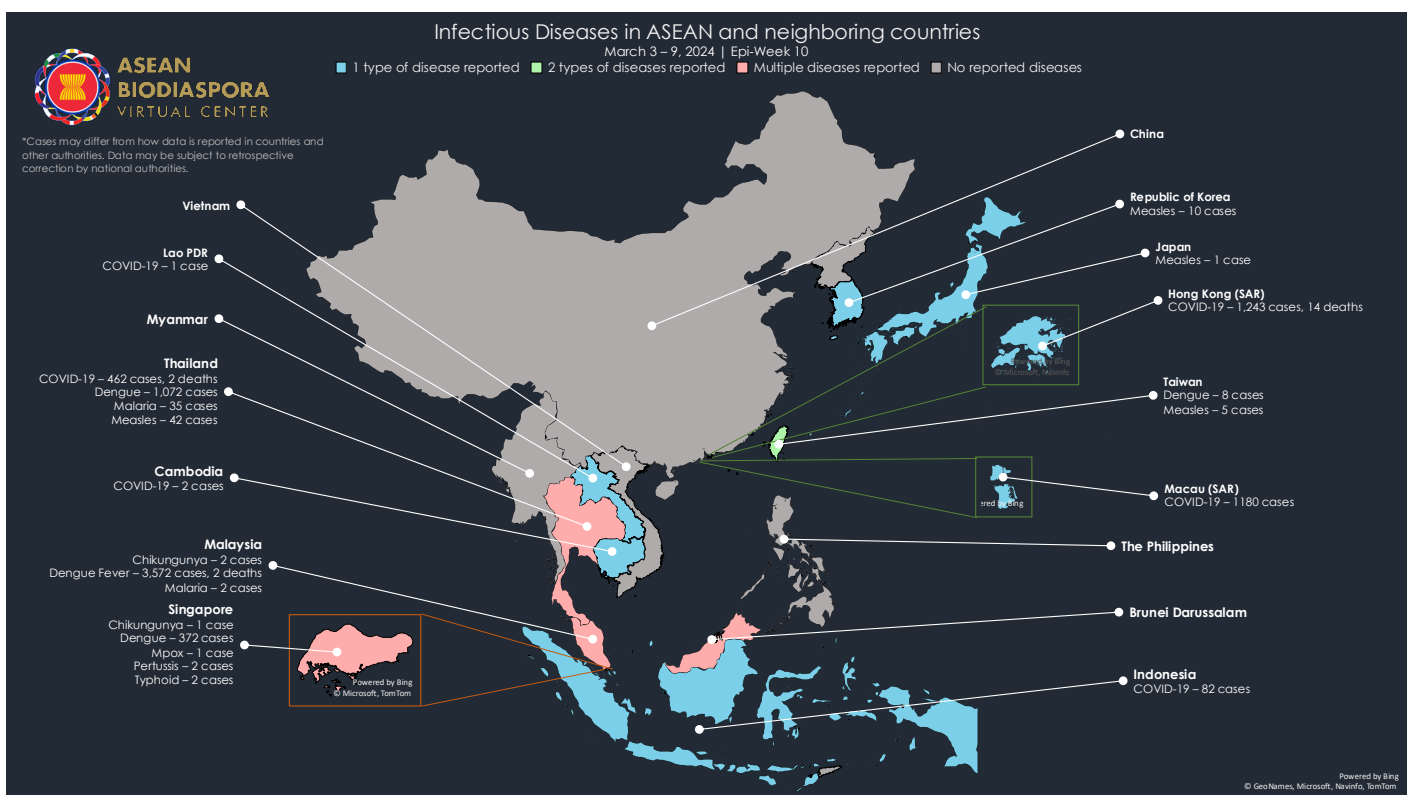 Infectious Diseases in ASEAN and neighboring countries
March 3 – 9, 2024 | Epi-Week 10
1 type of disease reported
2 types of diseases reported
Multiple diseases reported
No reported diseases
ASEAN
BIODIASPORA
VIRTUAL CENTER
*Cases may differ from how data is reported in countries and
other authorities. Data may be subject to retrospective
correction by national authorities.
Vietnam
Lao PDR
COVID-19 – 1 case
Myanmar
Thailand
COVID-19 – 462 cases, 2 deaths
Dengue – 1,072 cases
Malaria – 35 cases
Measles – 42 cases
Cambodia
COVID-19 – 2 cases
Malaysia
Chikungunya – 2 cases
Dengue Fever – 3,572 cases, 2 deaths
Malaria – 2 cases
Singapore
Chikungunya – 1 case
Dengue – 372 cases
Mpox – 1 case
Pertussis – 2 cases
Typhoid – 2 cases
Powered by Bing
© Microsoft, TomTom
China
Republic of Korea
Measles – 10 cases
Japan
Measles – 1 case
Hong Kong (SAR)
COVID-19 – 1,243 cases, 14 deaths
Powered by Bing
© Microsoft, Navinfo
Taiwan
Dengue – 8 cases
Measles – 5 cases
Macau (SAR)
COVID-19 – 1180 cases
ered by Bing
The Philippines
Brunei Darussalam
Indonesia
COVID-19 – 82 cases
Powered by Bing
© GeoNames, Microsoft, Navinfo, TomTom